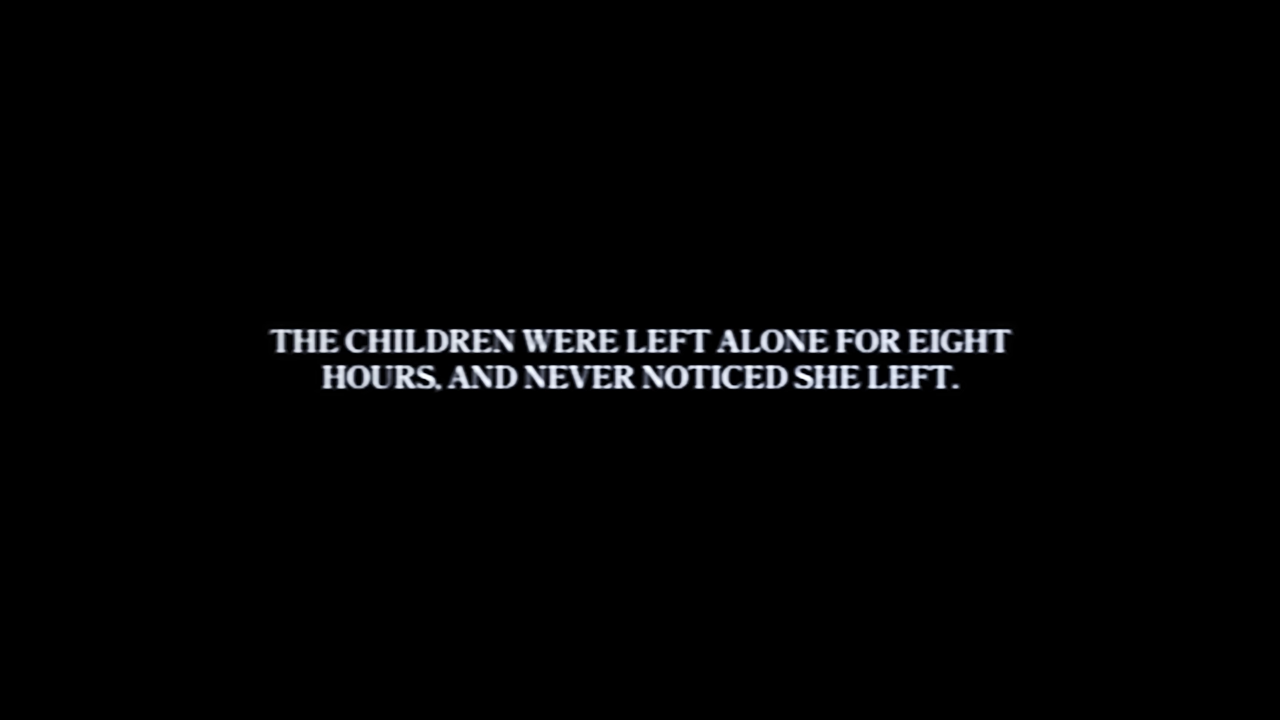 THE CHILDREN WERE LEFT ALONE FOR EIGHT
HOURS, AND NEVER NOTICED SHE LEFT.